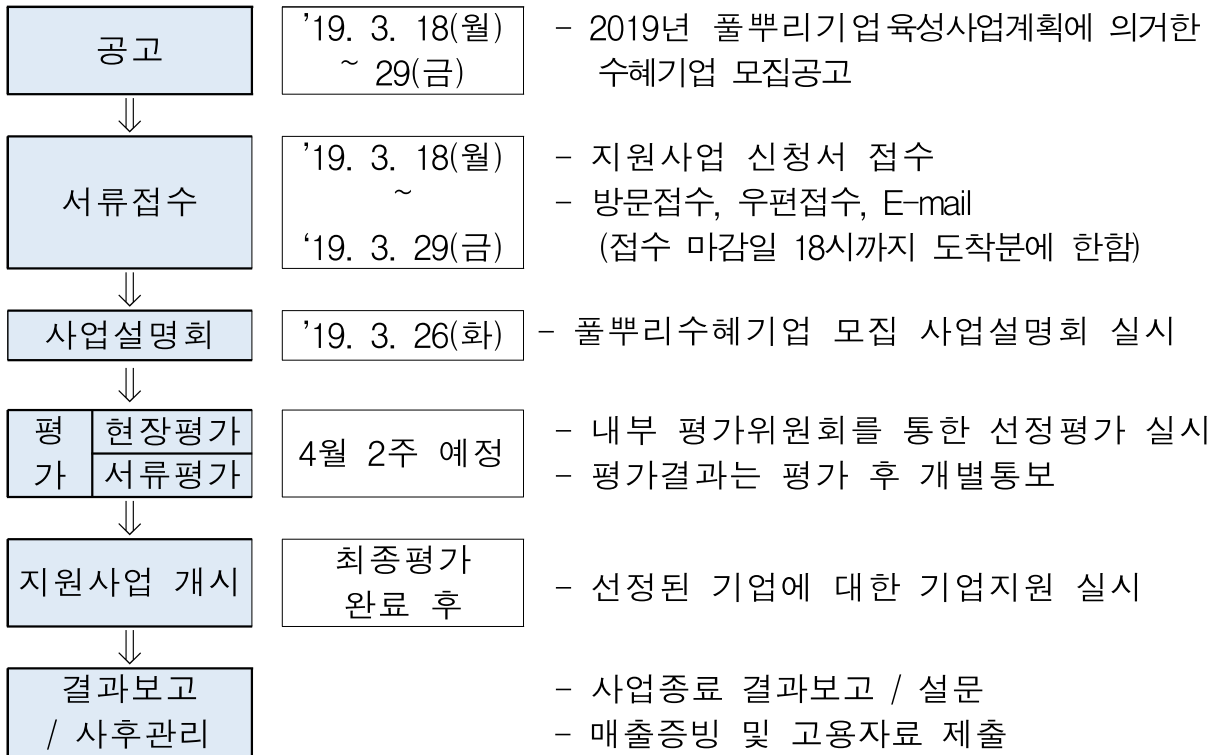 공고
’19. 3. 18(월)
~ 29(금)
- 2019년 풀뿌리기업육성사업계획에 의거한
수혜기업 모집공고
⇓
서류접수
’19. 3. 18(월)
~
‘19. 3. 29(금)
- 지원사업 신청서 접수
- 방문접수, 우편접수, E-mail
(접수 마감일 18시까지 도착분에 한함)
⇓
사업설명회
’19. 3. 26(화)
- 풀뿌리수혜기업 모집 사업설명회 실시
⇓
평가
현장평가
서류평가
4월 2주 예정
- 내부 평가위원회를 통한 선정평가 실시
- 평가결과는 평가 후 개별통보
⇓
지원사업 개시
최종평가
완료 후
- 선정된 기업에 대한 기업지원 실시
⇓
결과보고
/ 사후관리
- 사업종료 결과보고 / 설문
- 매출증빙 및 고용자료 제출